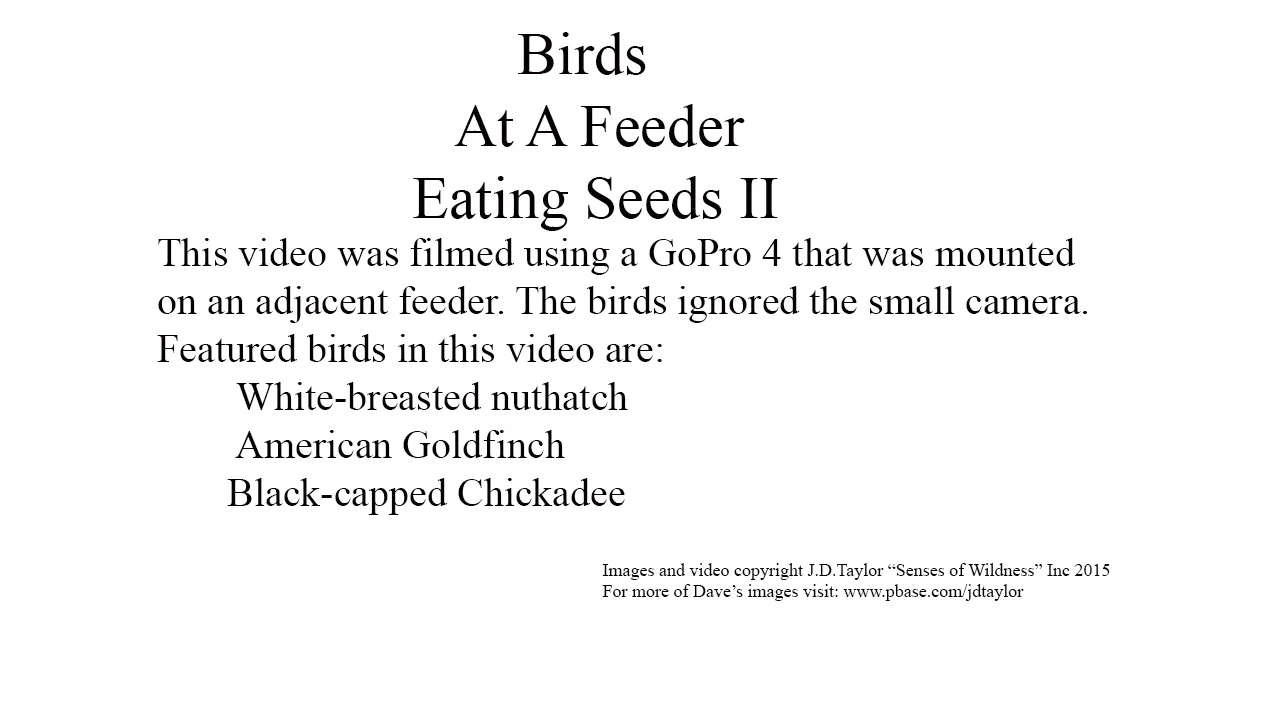 Birds
At A Feeder
Eating Seeds II
This video was filmed using a GoPro 4 that was mounted
on an adjacent feeder. The birds ignored the small camera.
Featured birds in this video are:
White-breasted nuthatch
American Goldfinch
Black-capped Chickadee
Images and video copyright J.D.Taylor “Senses of Wildness” Inc 2015
For more of Dave’s images visit: www.pbase.com/jdtaylor